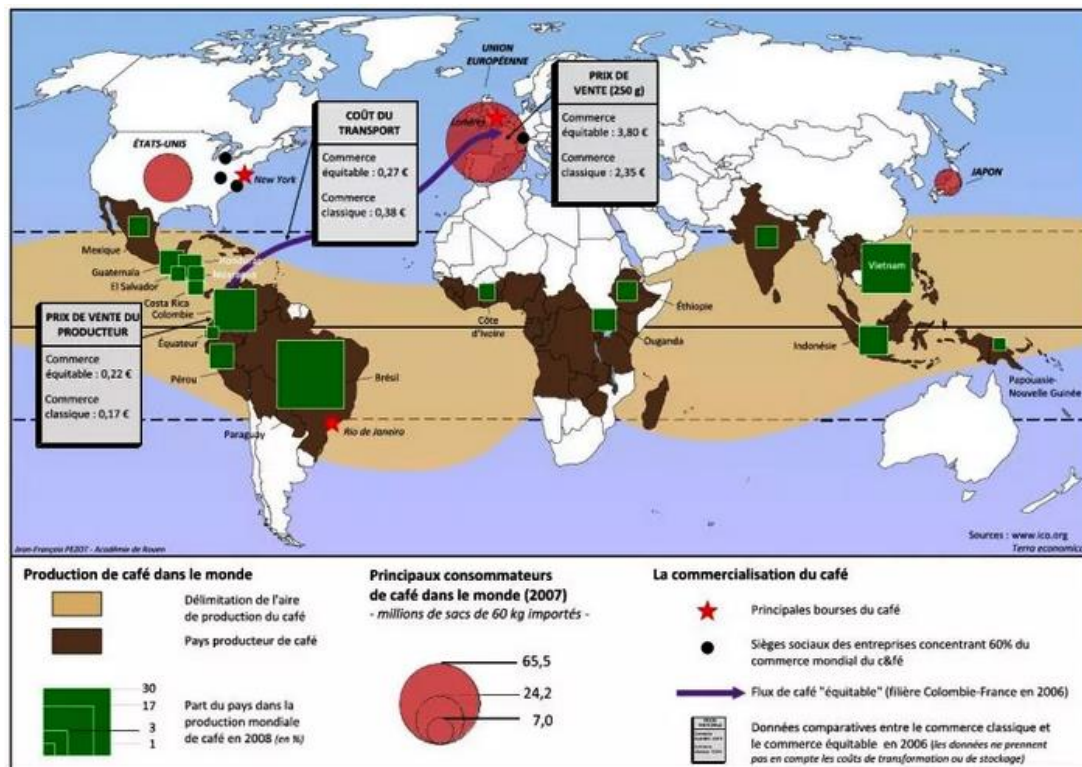 UNION
EUROPÉENNE
PRIX DE
VENTE (250 g)
Commerce
équitable : 3,80 €
Commerce
classique : 2,35 €
COÛT DU
TRANSPORT
Commerce
équitable : 0,27 €
Commerce
classique : 0,38 €
Londres
ÉTATS-UNIS
New York
JAPON
Mexique
Guatemala
Honduras
Nicaragua
El Salvador
Costa Rica
Colombie
PRIX DE VENTE DU
PRODUCTEUR
Commerce
équitable : 0,22 €
Commerce
classique : 0,17 €
Équateur
Pérou
Brésil
Paraguay
Rio de Janeiro
Côte
d'Ivoire
Éthiopie
Ouganda
Vietnam
Indonésie
Papouasie-
Nouvelle Guinée
Jean-François PEZOT - Académie de Rouen
Sources : www.ico.org
Terra economica
Production de café dans le monde
Délimitation de l'aire
de production du café
Pays producteur de café
30
17
3
1
Part du pays dans la
production mondiale
de café en 2008 (en %)
Principaux consommateurs
de café dans le monde (2007)
- millions de sacs de 60 kg importés -
65,5
24,2
7,0
La commercialisation du café
Principales bourses du café
Sièges sociaux des entreprises concentrant 60% du
commerce mondial du c&fé
Flux de café "équitable" (filière Colombie-France en 2006)
Données comparatives entre le commerce classique et
le commerce équitable en 2006 (les données ne prennent
pas en compte les coûts de transformation ou de stockage)